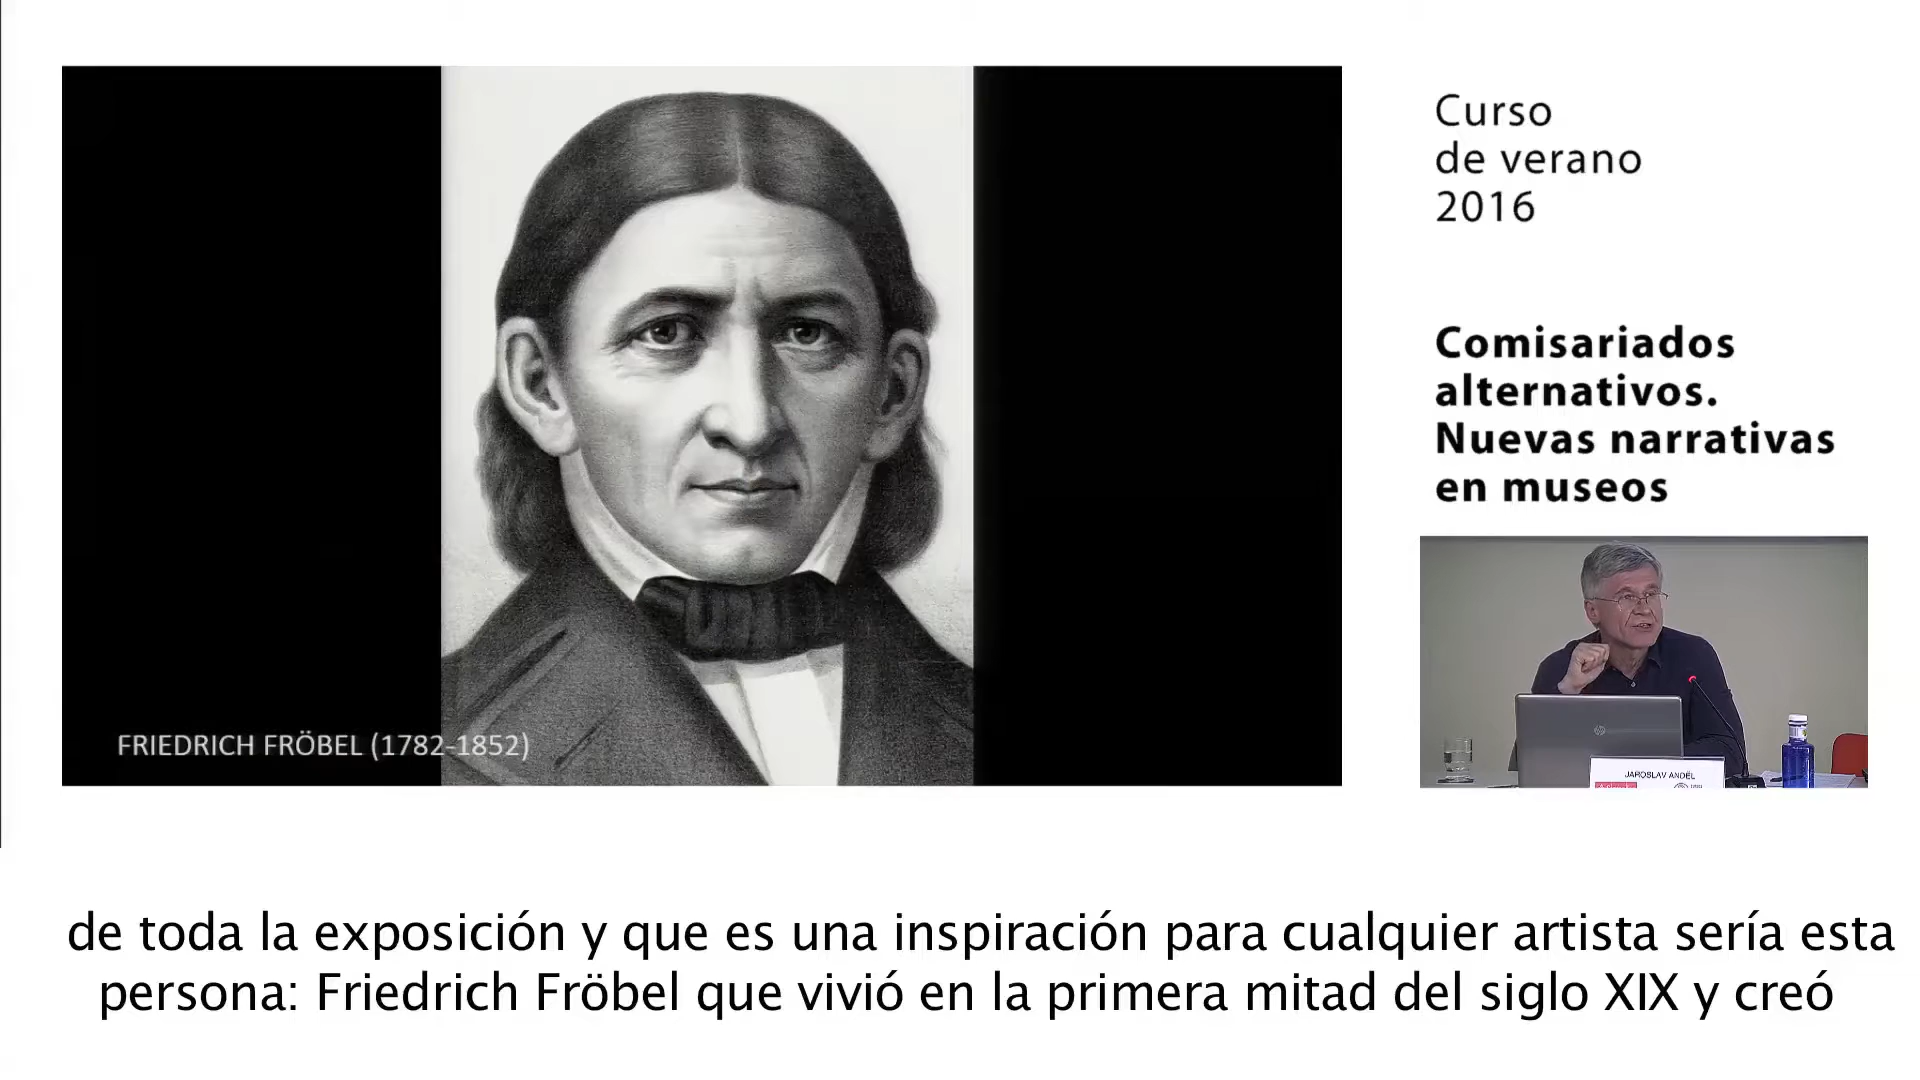 Curso
de verano
2016
Comisariados
alternativos.
Nuevas narrativas
en museos
FRIEDRICH FRÖBEL (1782-1852)
JAROSLAV ANDĚL
de toda la exposición y que es una inspiración para cualquier artista sería esta
persona: Friedrich Fröbel que vivió en la primera mitad del siglo XIX y creó